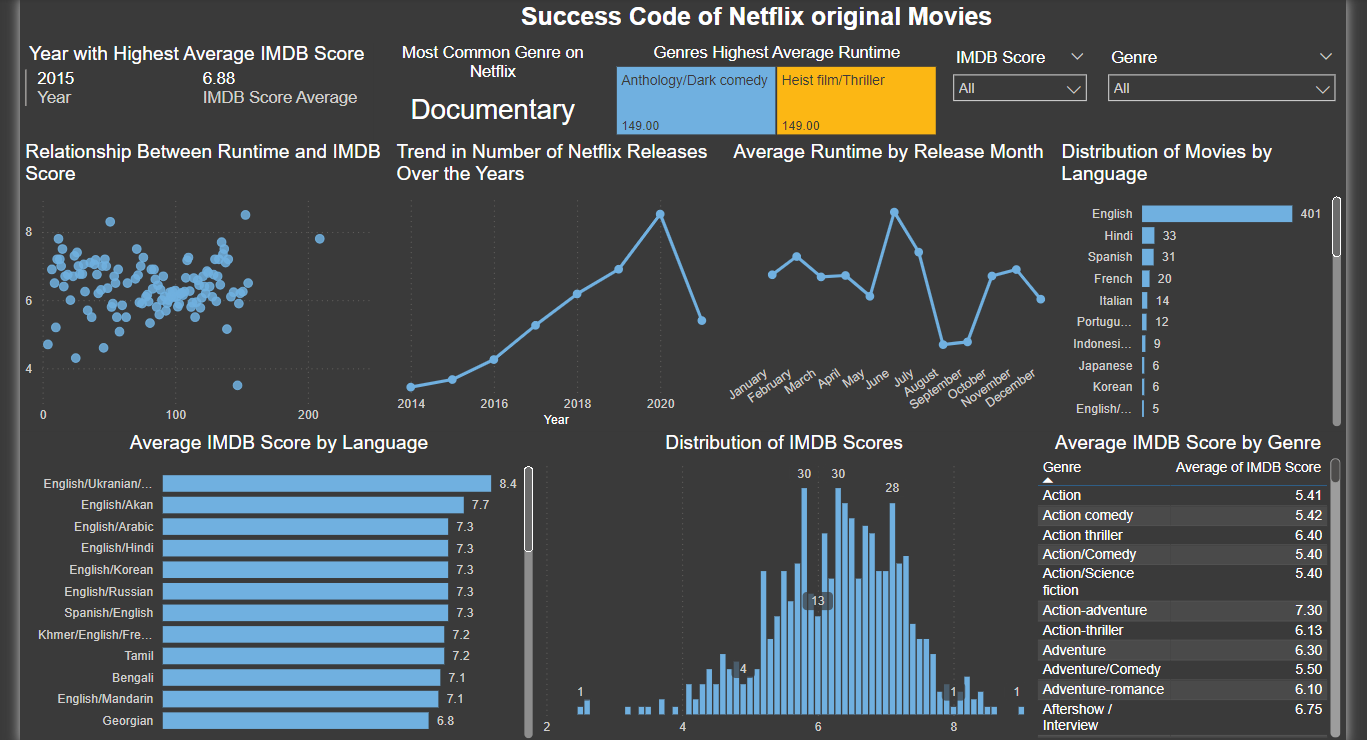 Success Code of Netflix original Movies
Year with Highest Average IMDB Score
2015
Year
6.88
IMDB Score Average
Most Common Genre on
Netflix
Documentary
Genres Highest Average Runtime
Anthology/Dark comedy
149.00
Heist film/Thriller
149.00
IMDB Score
All
Genre
All
Relationship Between Runtime and IMDB
Score
8
6
4
0
100
200
Trend in Number of Netflix Releases
Over the Years
2014
2016
2018
2020
Year
Average Runtime by Release Month
January
February
March
April
May
June
July
August
September
October
November
December
Distribution of Movies by
Language
English 401
Hindi 33
Spanish 31
French 20
Italian 14
Portugu... 12
Indonesi... 9
Japanese 6
Korean 6
English/... 5
Average IMDB Score by Language
English/Ukranian/... 8.4
English/Akan 7.7
English/Arabic 7.3
English/Hindi 7.3
English/Korean 7.3
English/Russian 7.3
Spanish/English 7.3
Khmer/English/Fre... 7.2
Tamil 7.2
Bengali 7.1
English/Mandarin 7.1
Georgian 6.8
Distribution of IMDB Scores
30
30
28
13
4
1
1
1
2
4
6
8
Average IMDB Score by Genre
Genre Average of IMDB Score
Action 5.41
Action comedy 5.42
Action thriller 6.40
Action/Comedy 5.40
Action/Science 5.40
fiction
Action-adventure 7.30
Action-thriller 6.13
Adventure 6.30
Adventure/Comedy 5.50
Adventure-romance 6.10
Aftershow / 6.75
Interview